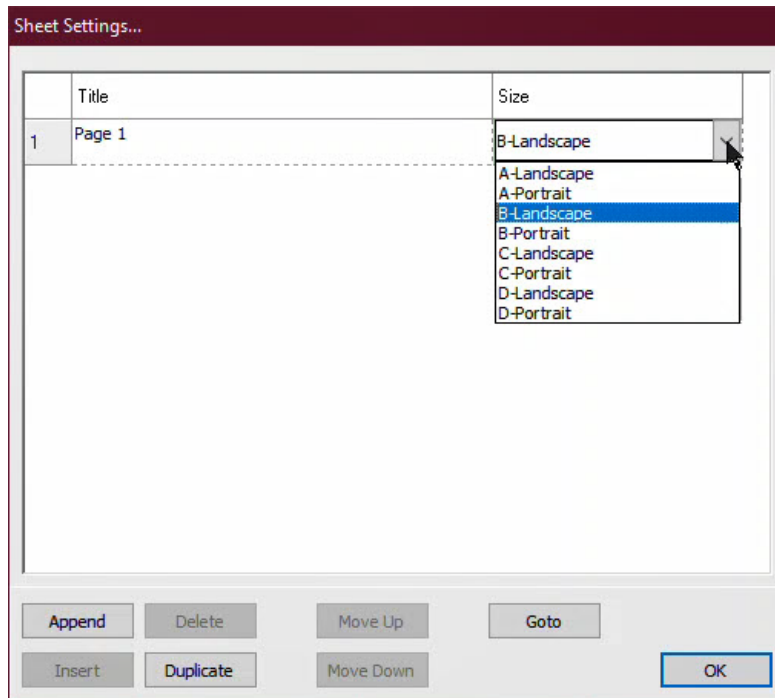 Sheet Settings...
Title Size
1 Page 1 B-Landscape
A-Landscape
A-Portrait
B-Landscape
B-Portrait
C-Landscape
C-Portrait
D-Landscape
D-Portrait
Append Delete Move Up Goto
Insert Duplicate Move Down OK